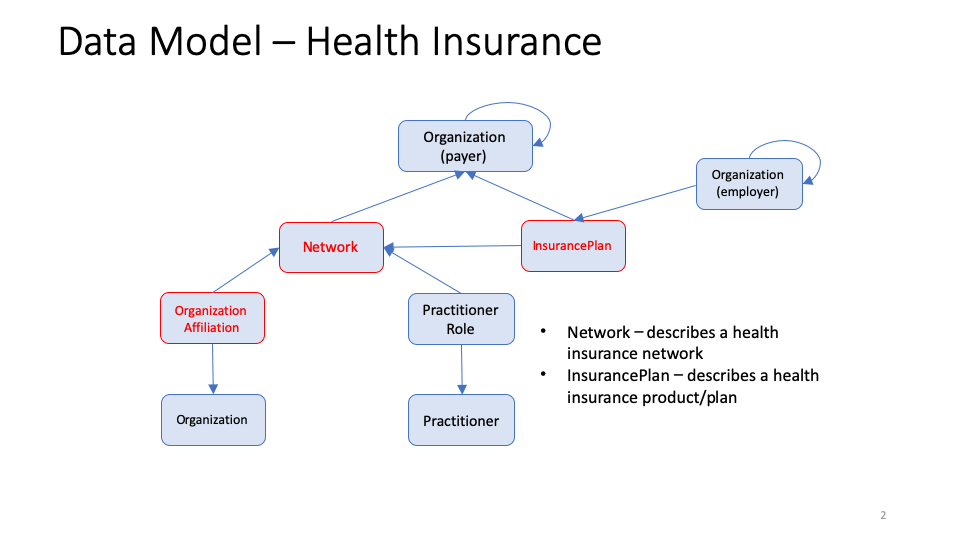 Data Model – Health Insurance
Organization
(payer)
Organization
(employer)
Network
InsurancePlan
Organization
Affiliation
Practitioner
Role
• Network – describes a health
insurance network
• InsurancePlan – describes a health
insurance product/plan
Organization
Practitioner
2